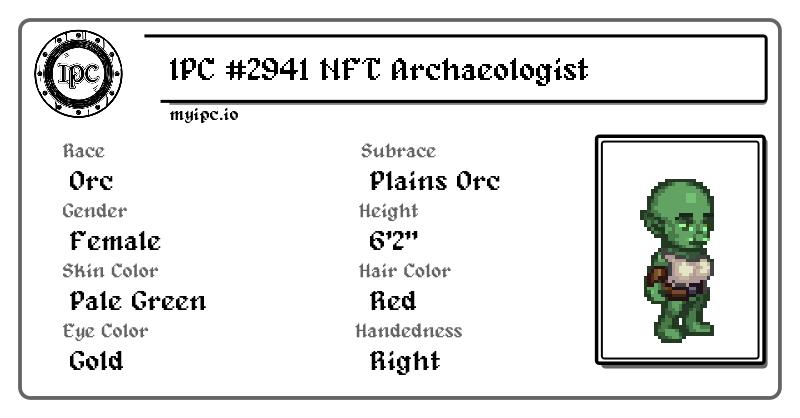 IPC
IPC #2941 NFT Archaeologist
myipc.io
Race
Orc
Subrace
Plains Orc
Gender
Female
Height
6'2"
Skin Color
Pale Green
Hair Color
Red
Eye Color
Gold
Handedness
Right